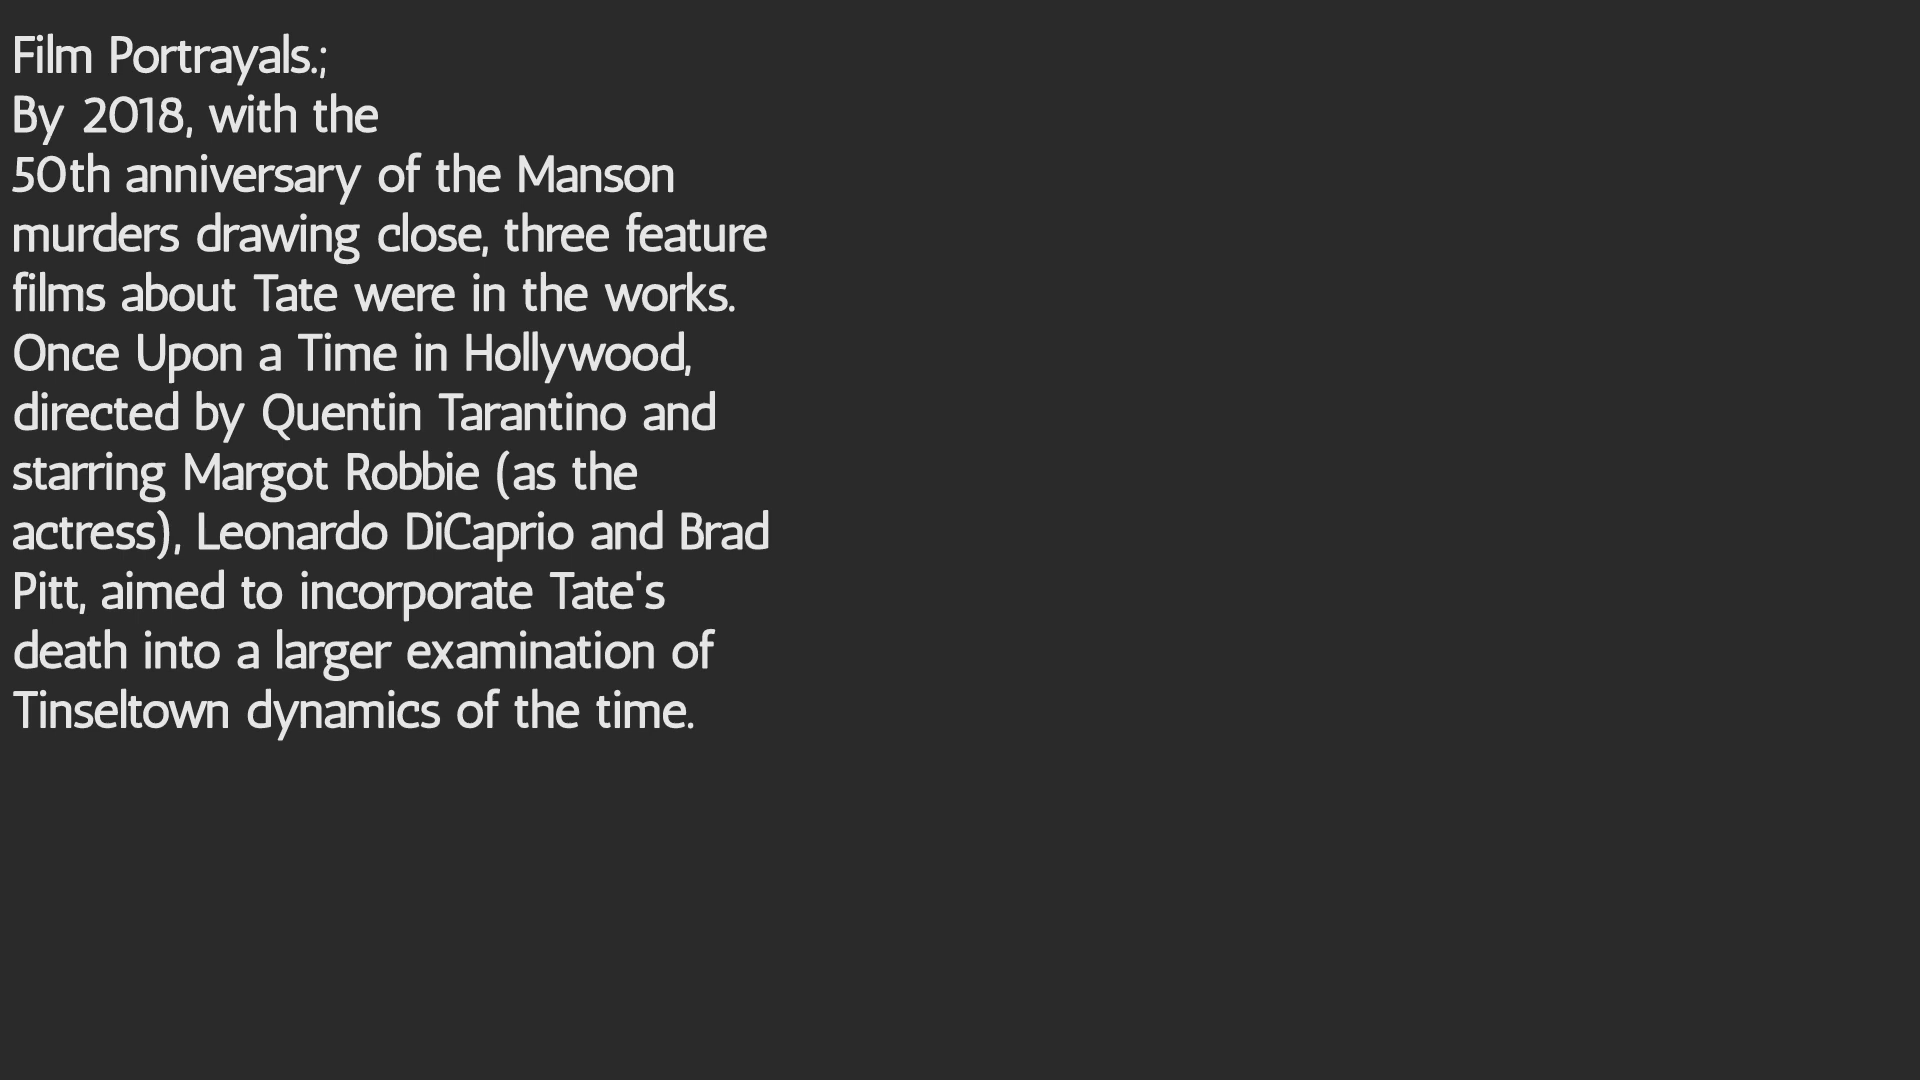 Film Portrayals.;
By 2018, with the
50th anniversary of the Manson
murders drawing close, three feature
films about Tate were in the works.
Once Upon a Time in Hollywood,
directed by Quentin Tarantino and
starring Margot Robbie (as the
actress), Leonardo DiCaprio and Brad
Pitt, aimed to incorporate Tate's
death into a larger examination of
Tinseltown dynamics of the time.